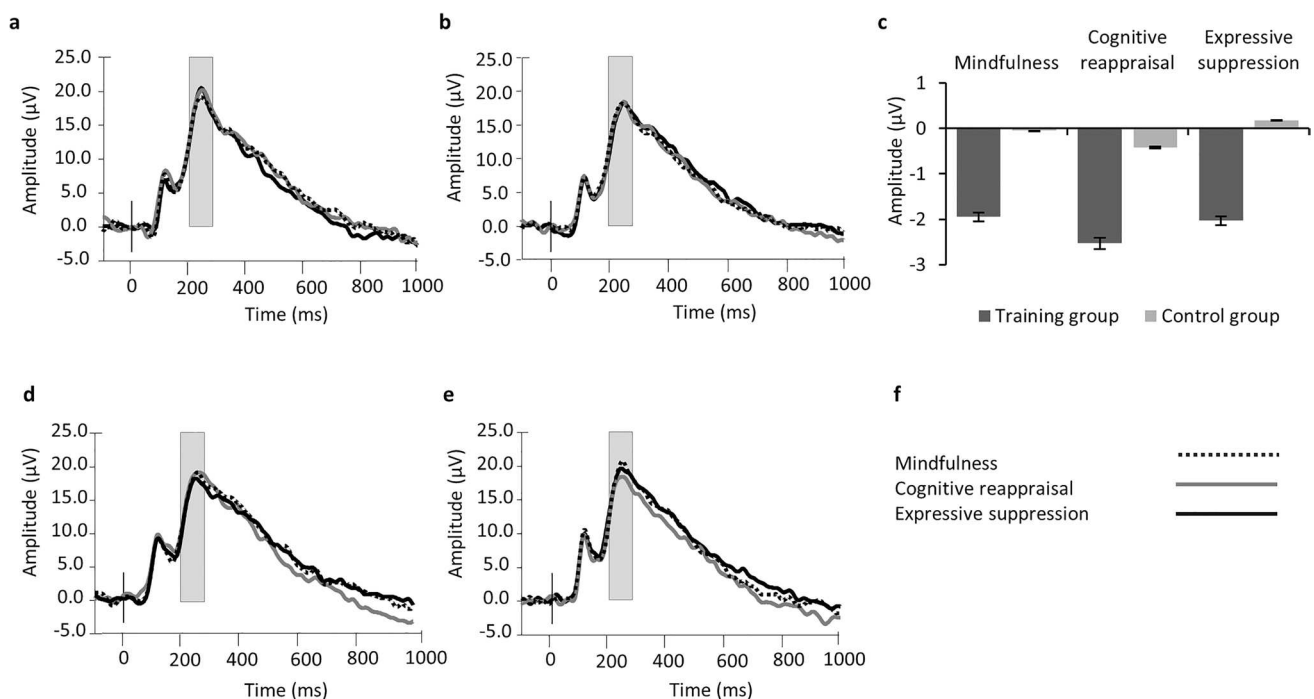 a
25.0
20.0
15.0
10.0
5.0
0.0
-5.0
Amplitude (µV)
0 200 400 600 800 1000
Time (ms)
b
25.0
20.0
15.0
10.0
5.0
0.0
-5.0
Amplitude (µV)
0 200 400 600 800 1000
Time (ms)
c
Mindfulness
Cognitive
reappraisal
Expressive
suppression
1
0
-1
-2
-3
Amplitude (µV)
Training group
Control group
d
25.0
20.0
15.0
10.0
5.0
0.0
-5.0
Amplitude (µV)
0 200 400 600 800 1000
Time (ms)
e
25.0
20.0
15.0
10.0
5.0
0.0
-5.0
Amplitude (µV)
0 200 400 600 800 1000
Time (ms)
f
Mindfulness
Cognitive reappraisal
Expressive suppression